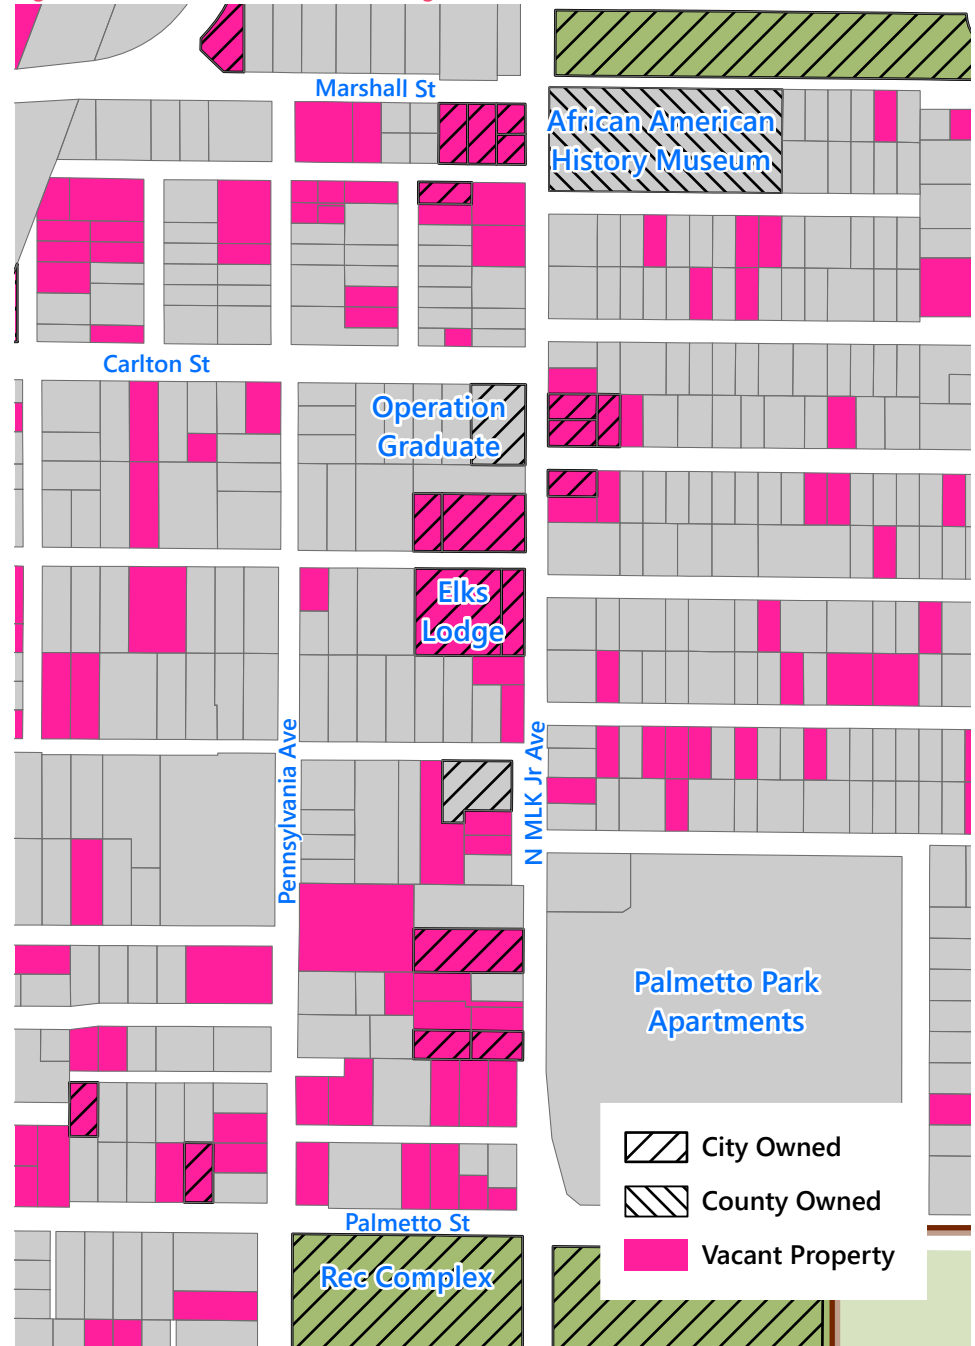 Marshall St
African American
History Museum
Carlton St
Operation
Graduate
Elks
Lodge
Pennsylvania Ave
N MLK Jr Ave
Palmetto Park
Apartments
City Owned
County Owned
Vacant Property
Palmetto St
Rec Complex